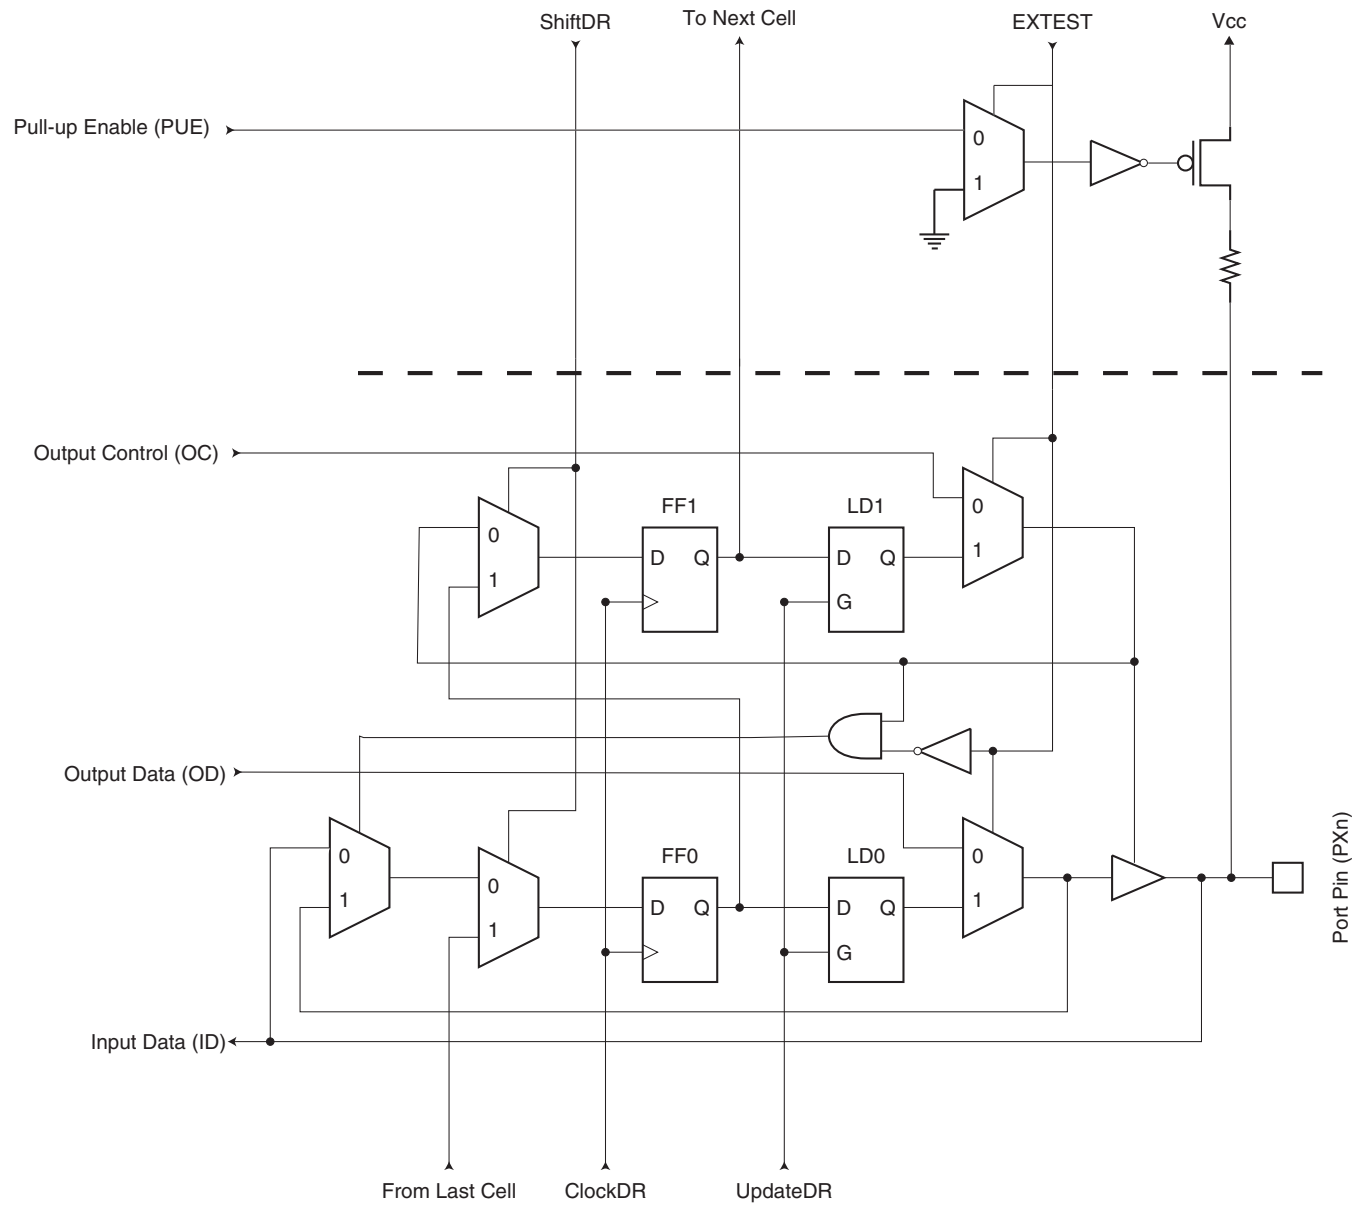 ShiftDR
To Next Cell
EXTEST
Vcc
Pull-up Enable (PUE)
0
1
Output Control (OC)
FF1
LD1
0
1
D Q
D Q
G
0
1
Output Data (OD)
FF0
LD0
0
1
0
1
D Q
D Q
G
0
1
Port Pin (PXn)
Input Data (ID)
From Last Cell
ClockDR
UpdateDR